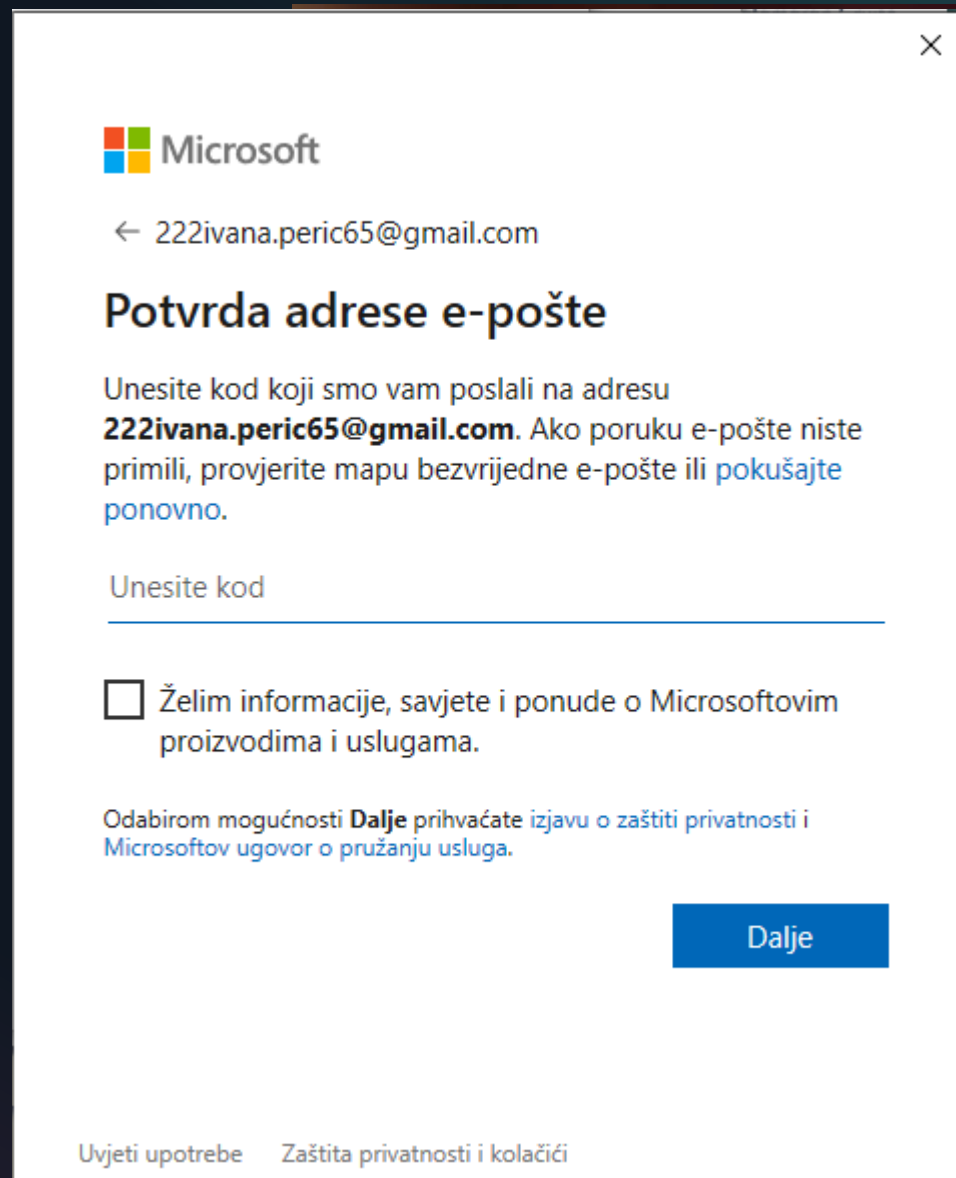 Microsoft
← 222ivana.peric65@gmail.com
Potvrda adrese e-pošte
Unesite kod koji smo vam poslali na adresu
222ivana.peric65@gmail.com. Ako poruku e-pošte niste
primili, provjerite mapu bezvrijedne e-pošte ili pokušajte
ponovno.
Unesite kod
Želim informacije, savjete i ponude o Microsoftovim
proizvodima i uslugama.
Odabirom mogućnosti Dalje prihvaćate izjavu o zaštiti privatnosti i
Microsoftov ugovor o pružanju usluga.
Dalje
Uvjeti upotrebe Zaštita privatnosti i kolačići